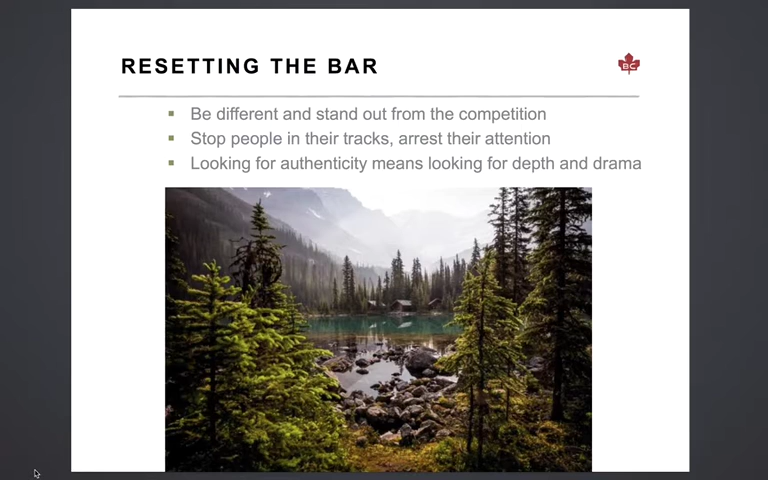 RESETTING THE BAR
BC
Be different and stand out from the competition
Stop people in their tracks, arrest their attention
Looking for authenticity means looking for depth and drama